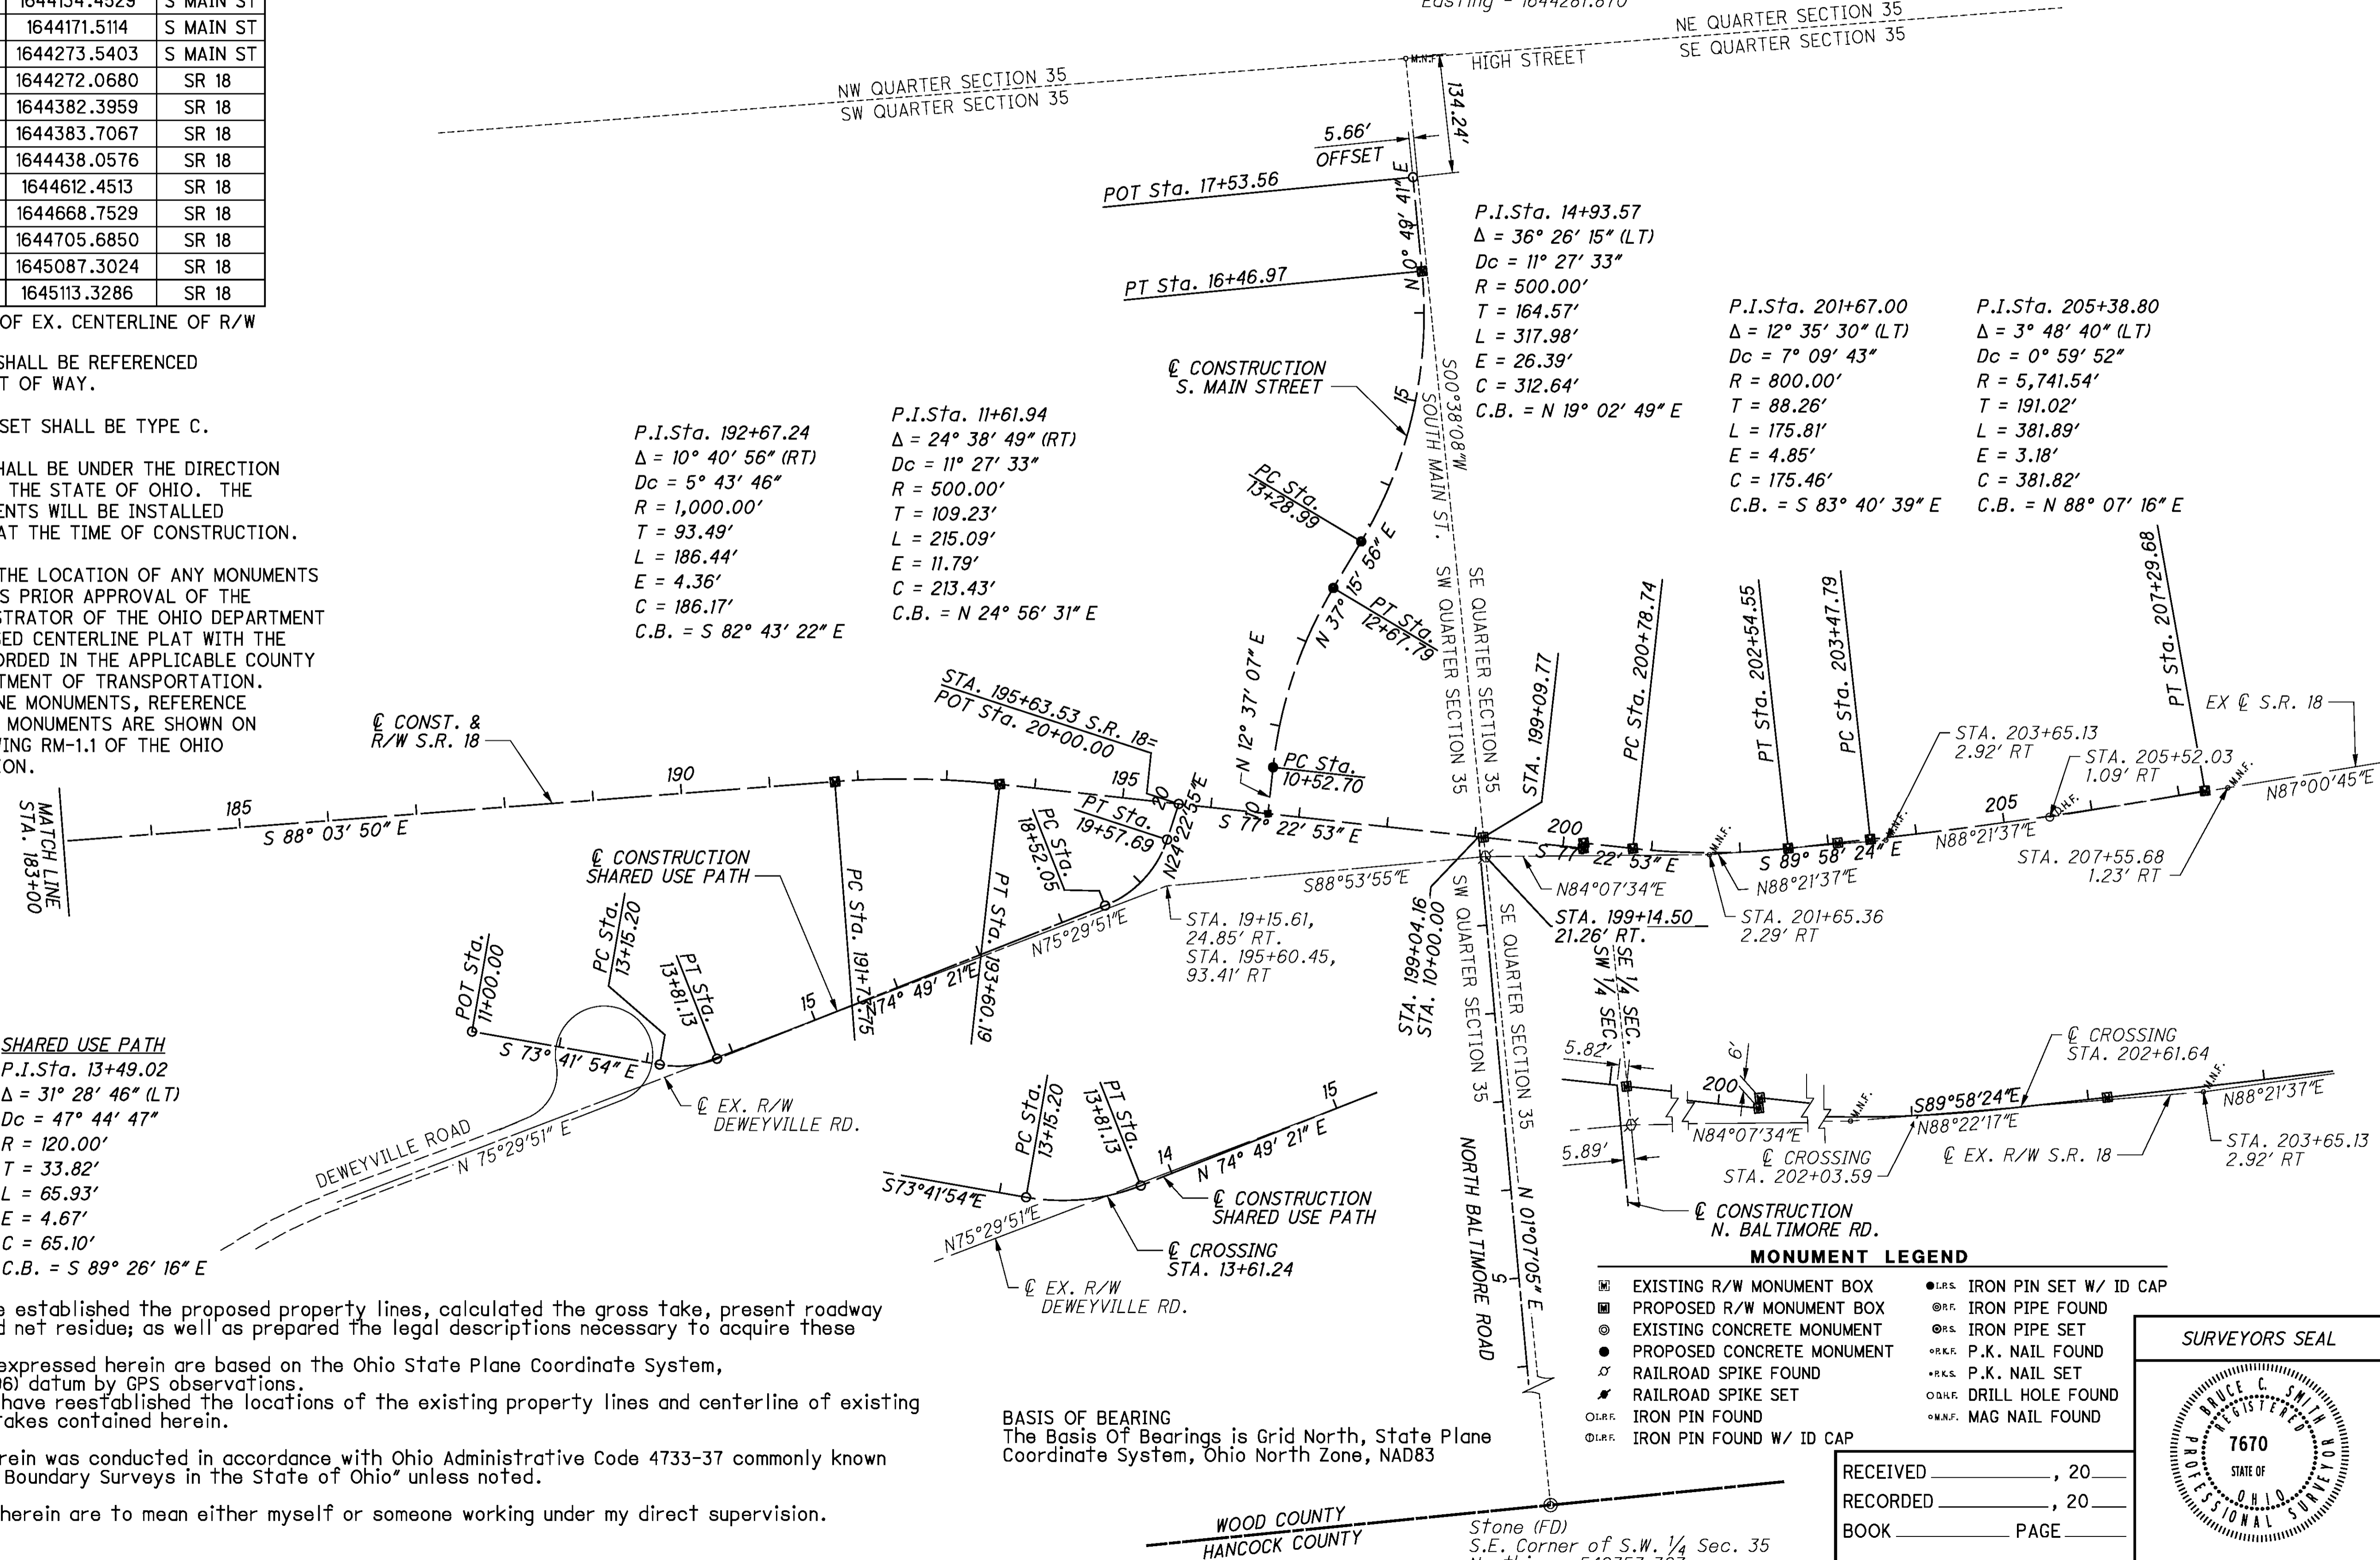 1644154.4529 S MAIN ST
1644171.5114 S MAIN ST
1644273.5403 S MAIN ST
1644272.0680 SR 18
1644382.3959 SR 18
1644383.7067 SR 18
1644438.0576 SR 18
1644612.4513 SR 18
1644668.7529 SR 18
1644705.6850 SR 18
1645087.3024 SR 18
1645113.3286 SR 18
OF EX. CENTERLINE OF R/W
SHALL BE REFERENCED
T OF WAY.
SET SHALL BE TYPE C.
HALL BE UNDER THE DIRECTION
THE STATE OF OHIO. THE
ENTS WILL BE INSTALLED
AT THE TIME OF CONSTRUCTION.
THE LOCATION OF ANY MONUMENTS
S PRIOR APPROVAL OF THE
STRATOR OF THE OHIO DEPARTMENT
SED CENTERLINE PLAT WITH THE
ORDED IN THE APPLICABLE COUNTY
TMENT OF TRANSPORTATION.
NE MONUMENTS, REFERENCE
MONUMENTS ARE SHOWN ON
WING RM-1.1 OF THE OHIO
ION.
Easting - 1644281.870
NW QUARTER SECTION 35
SW QUARTER SECTION 35
NE QUARTER SECTION 35
SE QUARTER SECTION 35
M.N.F.
HIGH STREET
134.24'
5.66'
OFFSET
POT Sta. 17+53.56
N 0° 49' 41" E
PT Sta. 16+46.97
℄ CONSTRUCTION
S. MAIN STREET
15
S00°38'08"W
SOUTH MAIN ST.
P.I.Sta. 14+93.57
Δ = 36° 26' 15" (LT)
Dc = 11° 27' 33"
R = 500.00'
T = 164.57'
L = 317.98'
E = 26.39'
C = 312.64'
C.B. = N 19° 02' 49" E
P.I.Sta. 201+67.00
Δ = 12° 35' 30" (LT)
Dc = 7° 09' 43"
R = 800.00'
T = 88.26'
L = 175.81'
E = 4.85'
C = 175.46'
C.B. = S 83° 40' 39" E
P.I.Sta. 205+38.80
Δ = 3° 48' 40" (LT)
Dc = 0° 59' 52"
R = 5,741.54'
T = 191.02'
L = 381.89'
E = 3.18'
C = 381.82'
C.B. = N 88° 07' 16" E
P.I.Sta. 192+67.24
Δ = 10° 40' 56" (RT)
Dc = 5° 43' 46"
R = 1,000.00'
T = 93.49'
L = 186.44'
E = 4.36'
C = 186.17'
C.B. = S 82° 43' 22" E
P.I.Sta. 11+61.94
Δ = 24° 38' 49" (RT)
Dc = 11° 27' 33"
R = 500.00'
T = 109.23'
L = 215.09'
E = 11.79'
C = 213.43'
C.B. = N 24° 56' 31" E
PC Sta.
13+28.99
N 37° 15' 56" E
PT Sta.
12+67.79
N 12° 37' 07" E
PC Sta.
10+52.70
SW QUARTER SECTION 35
SE QUARTER SECTION 35
STA. 199+09.77
PC Sta. 200+78.74
PT Sta. 202+54.55
PC Sta. 203+47.79
PT Sta. 207+29.68
EX ℄ S.R. 18
STA. 203+65.13
2.92' RT
STA. 205+52.03
1.09' RT
STA. 195+63.53 S.R. 18=
POT Sta. 20+00.00
℄ CONST. &
R/W S.R. 18
MATCH LINE
STA. 183+00
185
S 88° 03' 50" E
190
195
20
PT Sta.
19+57.69
PC Sta.
18+52.05
N24°22'55"E
S 77° 22' 53" E
200
S 77° 22' 53" E
M.N.F.
S 89° 58' 24" E
M.N.F.
N88°21'37"E
205
D.H.F.
M.N.F.
N87°00'45"E
STA. 207+55.68
1.23' RT
N88°21'37"E
N84°07'34"E
S88°53'55"E
STA. 199+14.50
21.26' RT.
STA. 201+65.36
2.29' RT
STA. 199+04.16
STA. 10+00.00
STA. 19+15.61,
24.85' RT.
STA. 195+60.45,
93.41' RT
N75°29'51"E
℄ CONSTRUCTION
SHARED USE PATH
PC Sta. 191+73.75
PT Sta. 193+60.19
N 74° 49' 21" E
15
POT Sta.
11+00.00
PC Sta.
13+15.20
PT Sta.
13+81.13
S 73° 41' 54" E
℄ EX. R/W
DEWEYVILLE RD.
DEWEYVILLE ROAD
N 75°29'51" E
SHARED USE PATH
P.I.Sta. 13+49.02
Δ = 31° 28' 46" (LT)
Dc = 47° 44' 47"
R = 120.00'
T = 33.82'
L = 65.93'
E = 4.67'
C = 65.10'
C.B. = S 89° 26' 16" E
PC Sta.
13+15.20
PT Sta.
13+81.13
S73°41'54"E
14
15
N 74° 49' 21" E
℄ CONSTRUCTION
SHARED USE PATH
N75°29'51"E
℄ CROSSING
STA. 13+61.24
℄ EX. R/W
DEWEYVILLE RD.
SW QUARTER SECTION 35
SE QUARTER SECTION 35
NORTH BALTIMORE ROAD
N 01°07'05" E
5
SW 1/4 SEC.
SE 1/4 SEC.
5.82'
200
6'
M.N.F.
S89°58'24"E
N88°22'17"E
N84°07'34"E
5.89'
℄ CROSSING
STA. 202+61.64
M.N.F.
N88°21'37"E
STA. 203+65.13
2.92' RT
℄ EX. R/W S.R. 18
℄ CROSSING
STA. 202+03.59
℄ CONSTRUCTION
N. BALTIMORE RD.
MONUMENT LEGEND
EXISTING R/W MONUMENT BOX
PROPOSED R/W MONUMENT BOX
EXISTING CONCRETE MONUMENT
PROPOSED CONCRETE MONUMENT
RAILROAD SPIKE FOUND
RAILROAD SPIKE SET
I.P.F. IRON PIN FOUND
I.P.F. IRON PIN FOUND W/ ID CAP
I.P.S. IRON PIN SET W/ ID CAP
P.F. IRON PIPE FOUND
P.S. IRON PIPE SET
P.K.F. P.K. NAIL FOUND
P.K.S. P.K. NAIL SET
D.H.F. DRILL HOLE FOUND
M.N.F. MAG NAIL FOUND
e established the proposed property lines, calculated the gross take, present roadway
d net residue; as well as prepared the legal descriptions necessary to acquire these
expressed herein are based on the Ohio State Plane Coordinate System,
96) datum by GPS observations.
have reestablished the locations of the existing property lines and centerline of existing
takes contained herein.
rein was conducted in accordance with Ohio Administrative Code 4733-37 commonly known
Boundary Surveys in the State of Ohio" unless noted.
herein are to mean either myself or someone working under my direct supervision.
BASIS OF BEARING
The Basis Of Bearings is Grid North, State Plane
Coordinate System, Ohio North Zone, NAD83
WOOD COUNTY
HANCOCK COUNTY
Stone (FD)
S.E. Corner of S.W. 1/4 Sec. 35
SURVEYORS SEAL
BRUCE C. SMITH
REGISTERED
7670
STATE OF
OHIO
PROFESSIONAL SURVEYOR
RECEIVED , 20
RECORDED , 20
BOOK PAGE